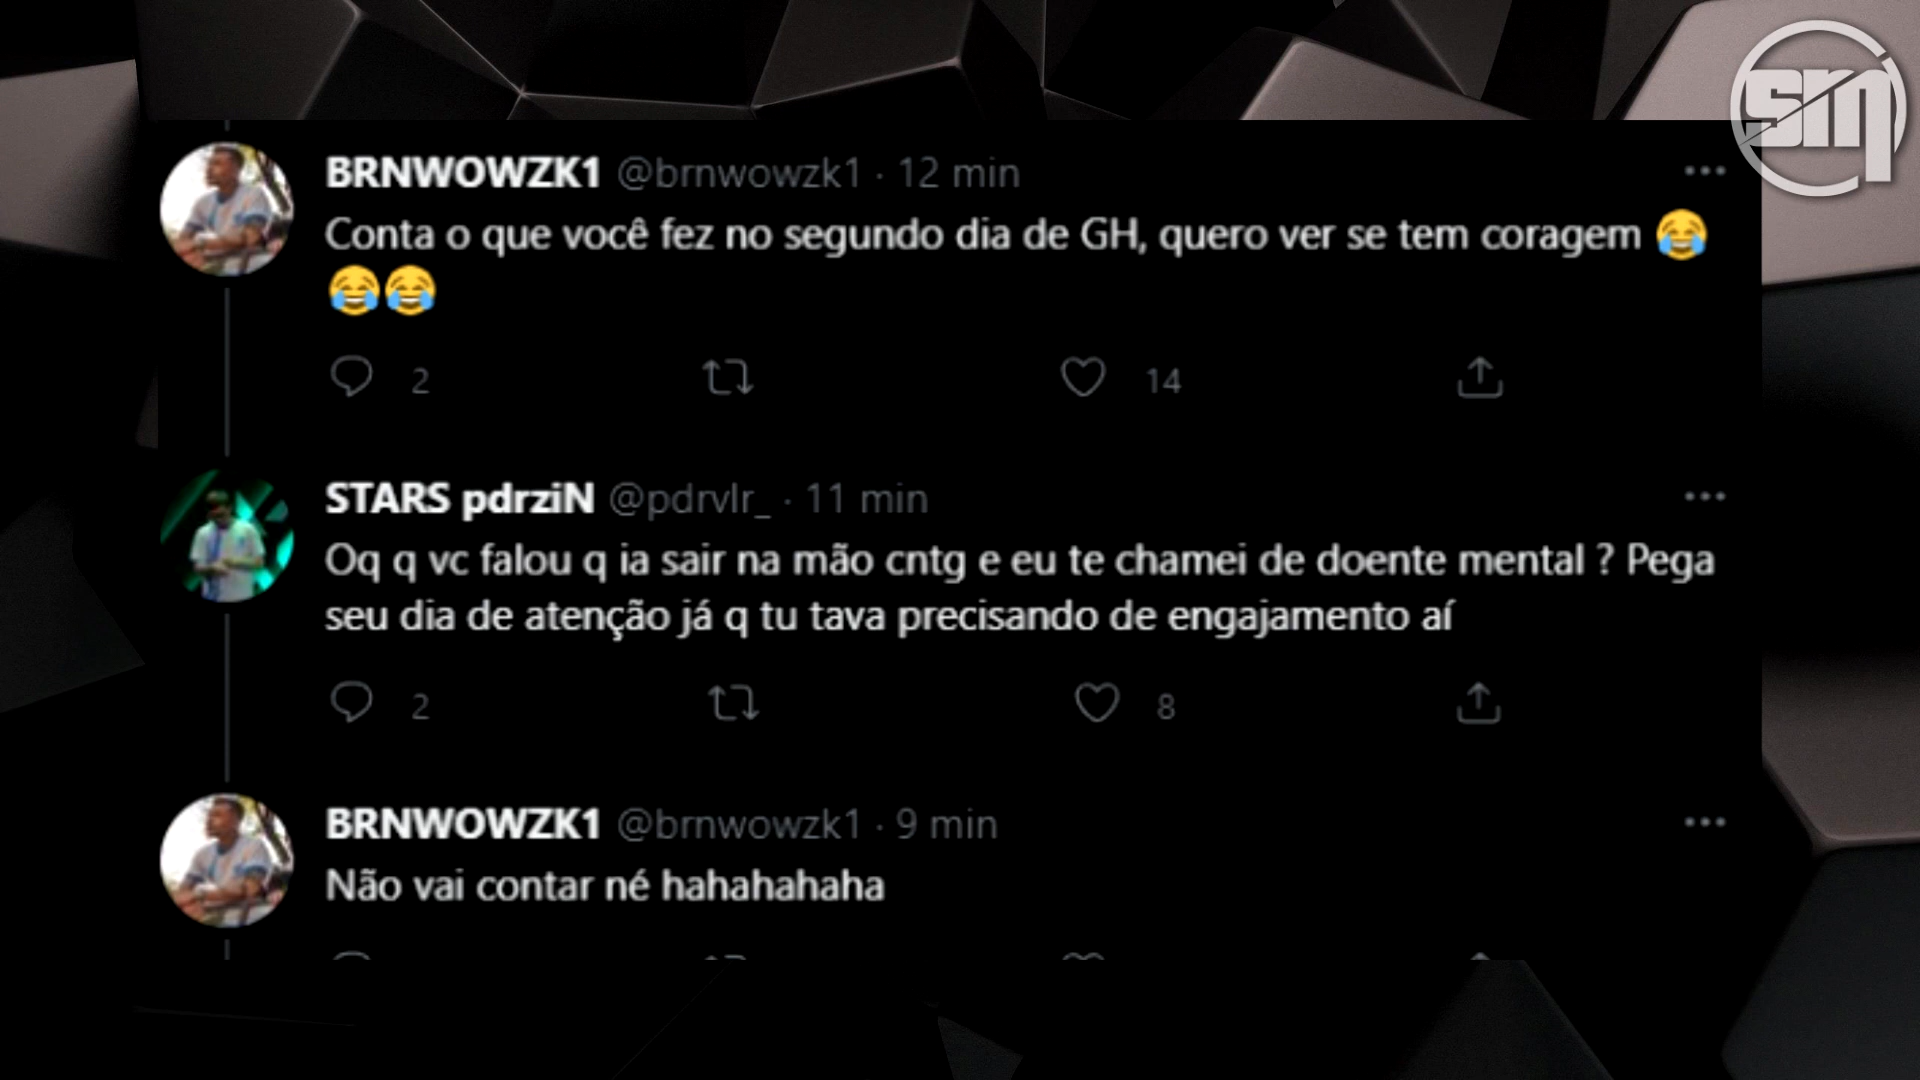 BRNWOWZK1 @brnwowzk1 · 12 min
Conta o que você fez no segundo dia de GH, quero ver se tem coragem 😂
😂😂
2 14
STARS pdrziN @pdrvlr_ · 11 min
Oq q vc falou q ia sair na mão cntg e eu te chamei de doente mental ? Pega
seu dia de atenção já q tu tava precisando de engajamento aí
2 8
BRNWOWZK1 @brnwowzk1 · 9 min
Não vai contar né hahahahaha